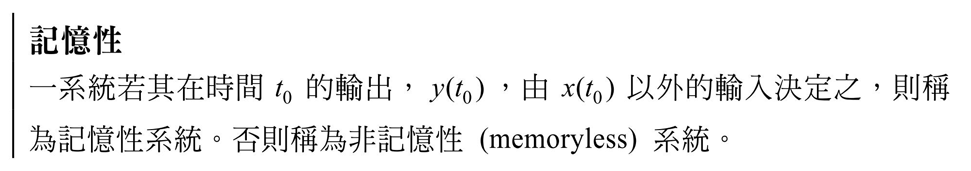 記憶性
一系統若其在時間 t₀ 的輸出，y(t₀)，由 x(t₀) 以外的輸入決定之，則稱
為記憶性系統。否則稱為非記憶性 (memoryless) 系統。